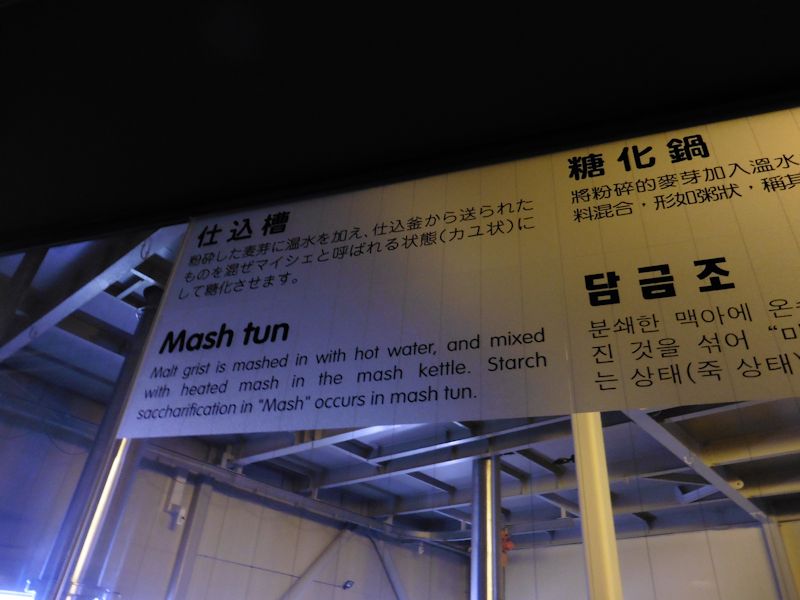 仕込槽
粉砕した麦芽に温水を加え、仕込釜から送られた
ものを混ぜマイシェと呼ばれる状態(カユ状)に
して糖化させます。
Mash tun
Malt grist is mashed in with hot water, and mixed
with heated mash in the mash kettle. Starch
saccharification in "Mash" occurs in mash tun.
糖化鍋
將粉碎的麥芽加入溫水
料混合，形如粥狀，稱其
담금조
분쇄한 맥아에 온
진 것을 섞어 “마
는 상태(죽 상태)